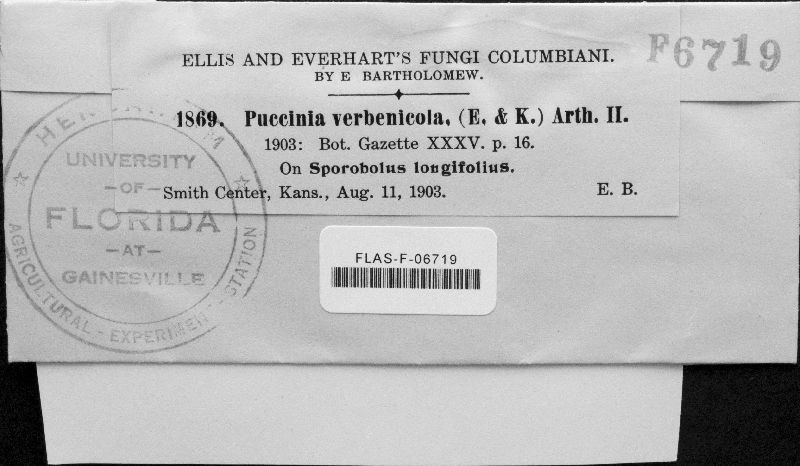 ELLIS AND EVERHART'S FUNGI COLUMBIANI.
BY E BARTHOLOMEW.
F6719
1869. Puccinia verbenicola, (E. & K.) Arth. II.
1903: Bot. Gazette XXXV. p. 16.
On Sporobolus longifolius.
Smith Center, Kans., Aug. 11, 1903. E. B.
HERBARIUM
UNIVERSITY
-OF-
FLORIDA
-AT-
GAINESVILLE
AGRICULTURAL - EXPERIMENT - STATION
FLAS-F-06719